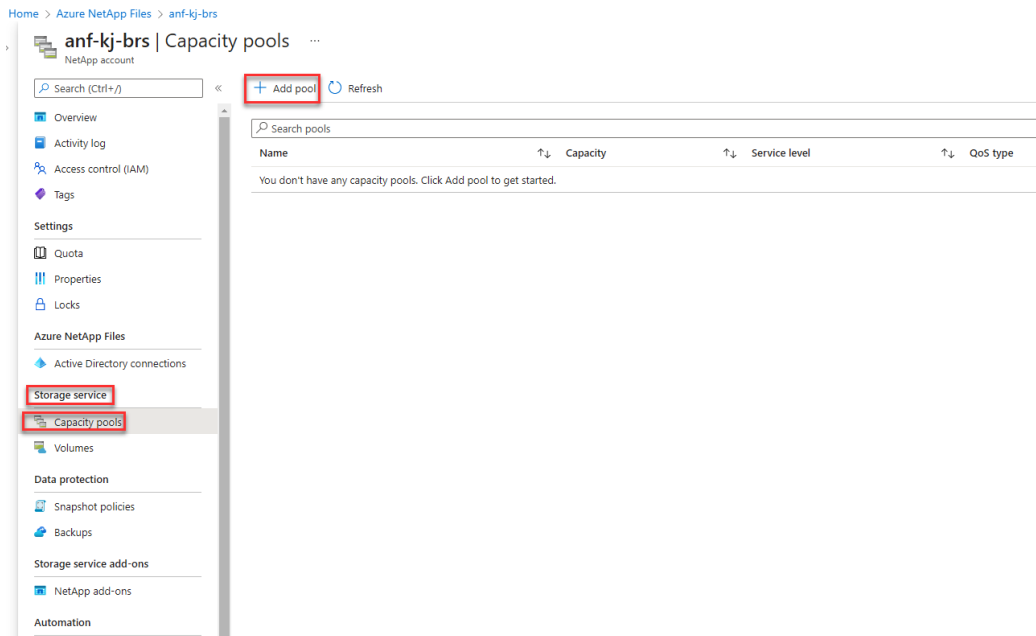 Home > Azure NetApp Files > anf-kj-brs
anf-kj-brs | Capacity pools ...
NetApp account
Search (Ctrl+/)
«
Add pool
Refresh
Overview
Activity log
Access control (IAM)
Tags
Settings
Quota
Properties
Locks
Azure NetApp Files
Active Directory connections
Storage service
Capacity pools
Volumes
Data protection
Snapshot policies
Backups
Storage service add-ons
NetApp add-ons
Automation
Search pools
Name ↑↓ Capacity ↑↓ Service level ↑↓ QoS type
You don't have any capacity pools. Click Add pool to get started.